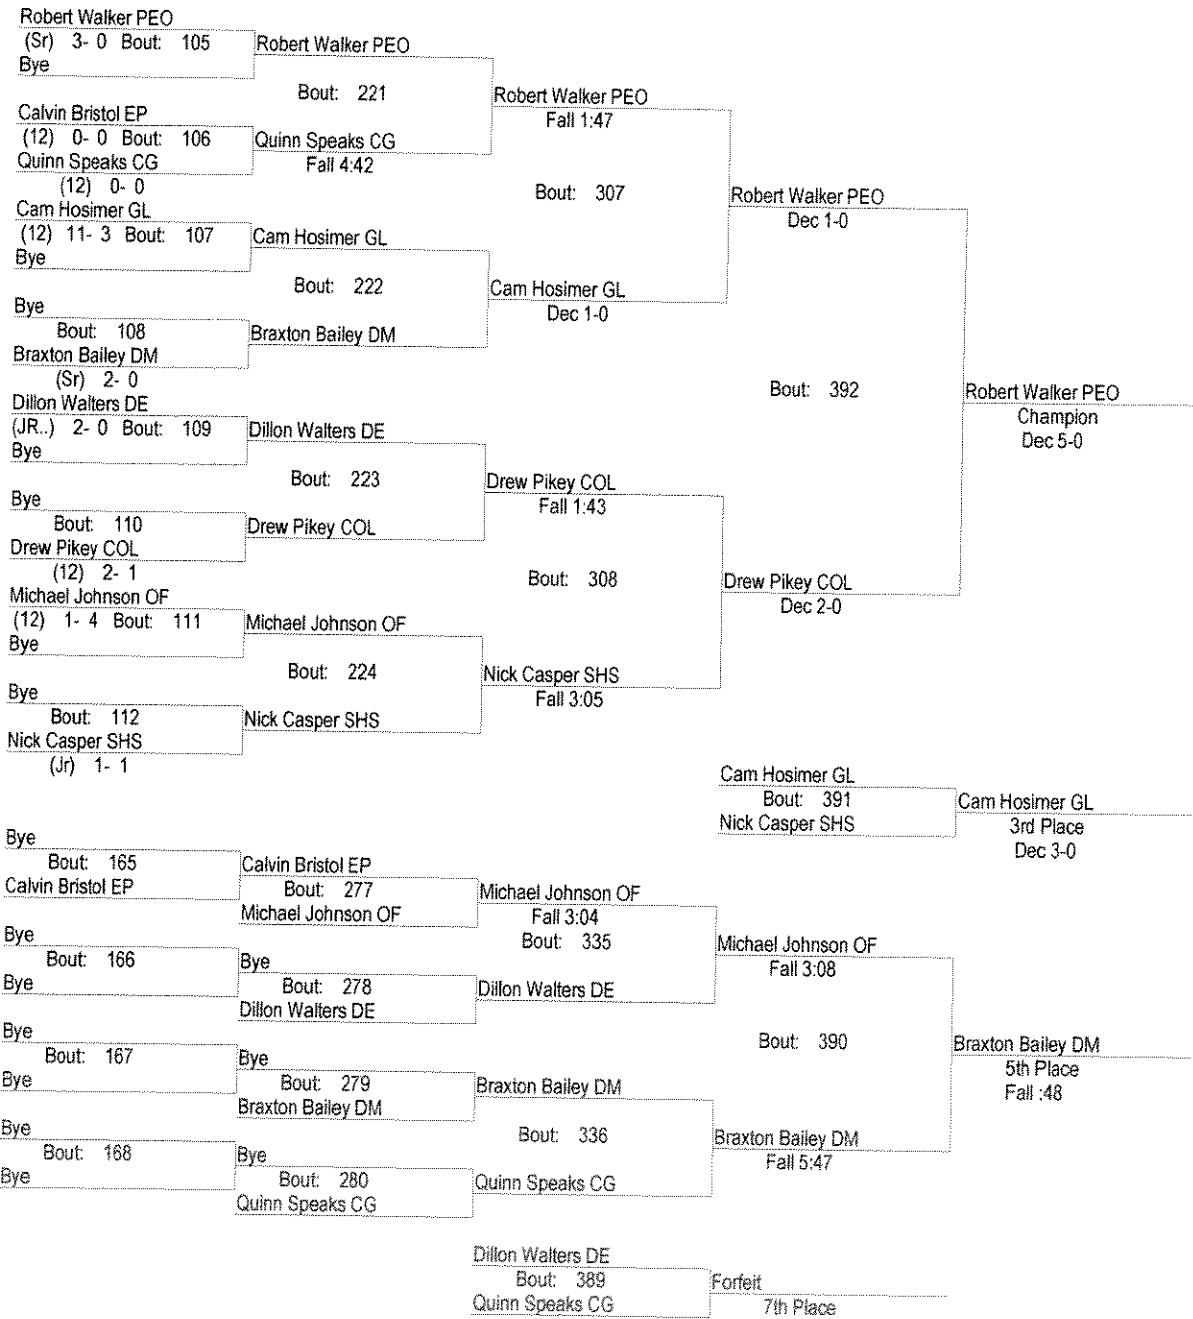 Robert Walker PEO
(Sr) 3- 0 Bout: 105
Bye
Robert Walker PEO
Bout: 221
Calvin Bristol EP
(12) 0- 0 Bout: 106
Quinn Speaks CG
(12) 0- 0
Quinn Speaks CG
Fall 4:42
Robert Walker PEO
Fall 1:47
Bout: 307
Cam Hosimer GL
(12) 11- 3 Bout: 107
Bye
Cam Hosimer GL
Bout: 222
Bye
Bout: 108
Braxton Bailey DM
(Sr) 2- 0
Braxton Bailey DM
Cam Hosimer GL
Dec 1-0
Robert Walker PEO
Dec 1-0
Bout: 392
Robert Walker PEO
Champion
Dec 5-0
Dillon Walters DE
(JR..) 2- 0 Bout: 109
Bye
Dillon Walters DE
Bout: 223
Bye
Bout: 110
Drew Pikey COL
(12) 2- 1
Drew Pikey COL
Drew Pikey COL
Fall 1:43
Bout: 308
Michael Johnson OF
(12) 1- 4 Bout: 111
Bye
Michael Johnson OF
Bout: 224
Bye
Bout: 112
Nick Casper SHS
(Jr) 1- 1
Nick Casper SHS
Nick Casper SHS
Fall 3:05
Drew Pikey COL
Dec 2-0
Cam Hosimer GL
Bout: 391
Nick Casper SHS
Cam Hosimer GL
3rd Place
Dec 3-0
Bye
Bout: 165
Calvin Bristol EP
Calvin Bristol EP
Bout: 277
Michael Johnson OF
Michael Johnson OF
Fall 3:04
Bout: 335
Bye
Bout: 166
Bye
Bye
Bout: 278
Dillon Walters DE
Dillon Walters DE
Michael Johnson OF
Fall 3:08
Bout: 390
Bye
Bout: 167
Bye
Bye
Bout: 279
Braxton Bailey DM
Braxton Bailey DM
Bout: 336
Bye
Bout: 168
Bye
Bye
Bout: 280
Quinn Speaks CG
Quinn Speaks CG
Braxton Bailey DM
Fall 5:47
Braxton Bailey DM
5th Place
Fall :48
Dillon Walters DE
Bout: 389
Quinn Speaks CG
Forfeit
7th Place